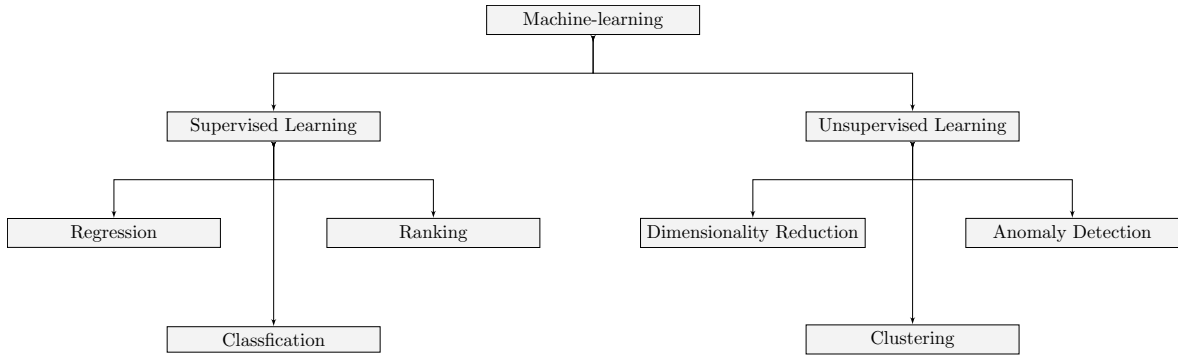 Machine-learning
Supervised Learning
Unsupervised Learning
Regression
Ranking
Dimensionality Reduction
Anomaly Detection
Classfication
Clustering